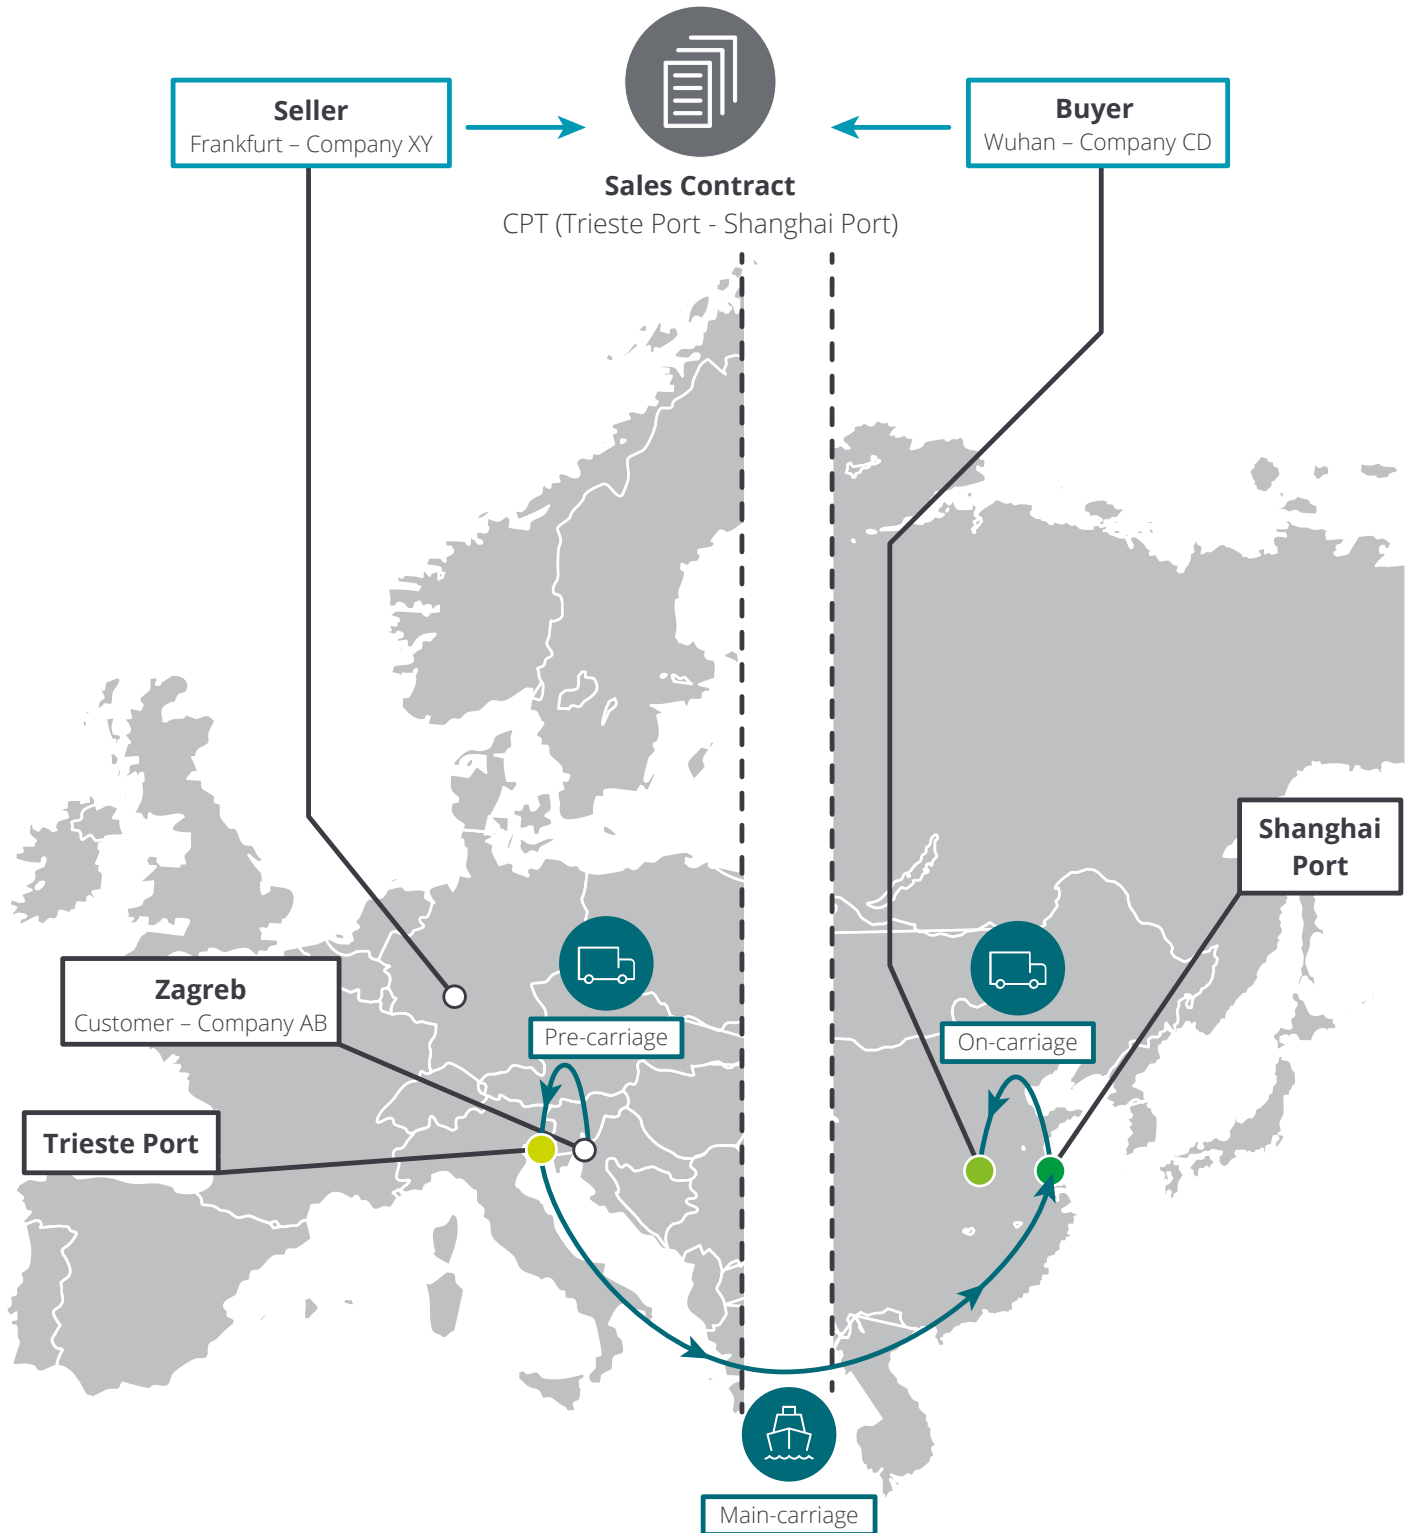 Seller
Frankfurt – Company XY
Buyer
Wuhan – Company CD
Sales Contract
CPT (Trieste Port - Shanghai Port)
Shanghai
Port
Zagreb
Customer – Company AB
Pre-carriage
On-carriage
Trieste Port
Main-carriage